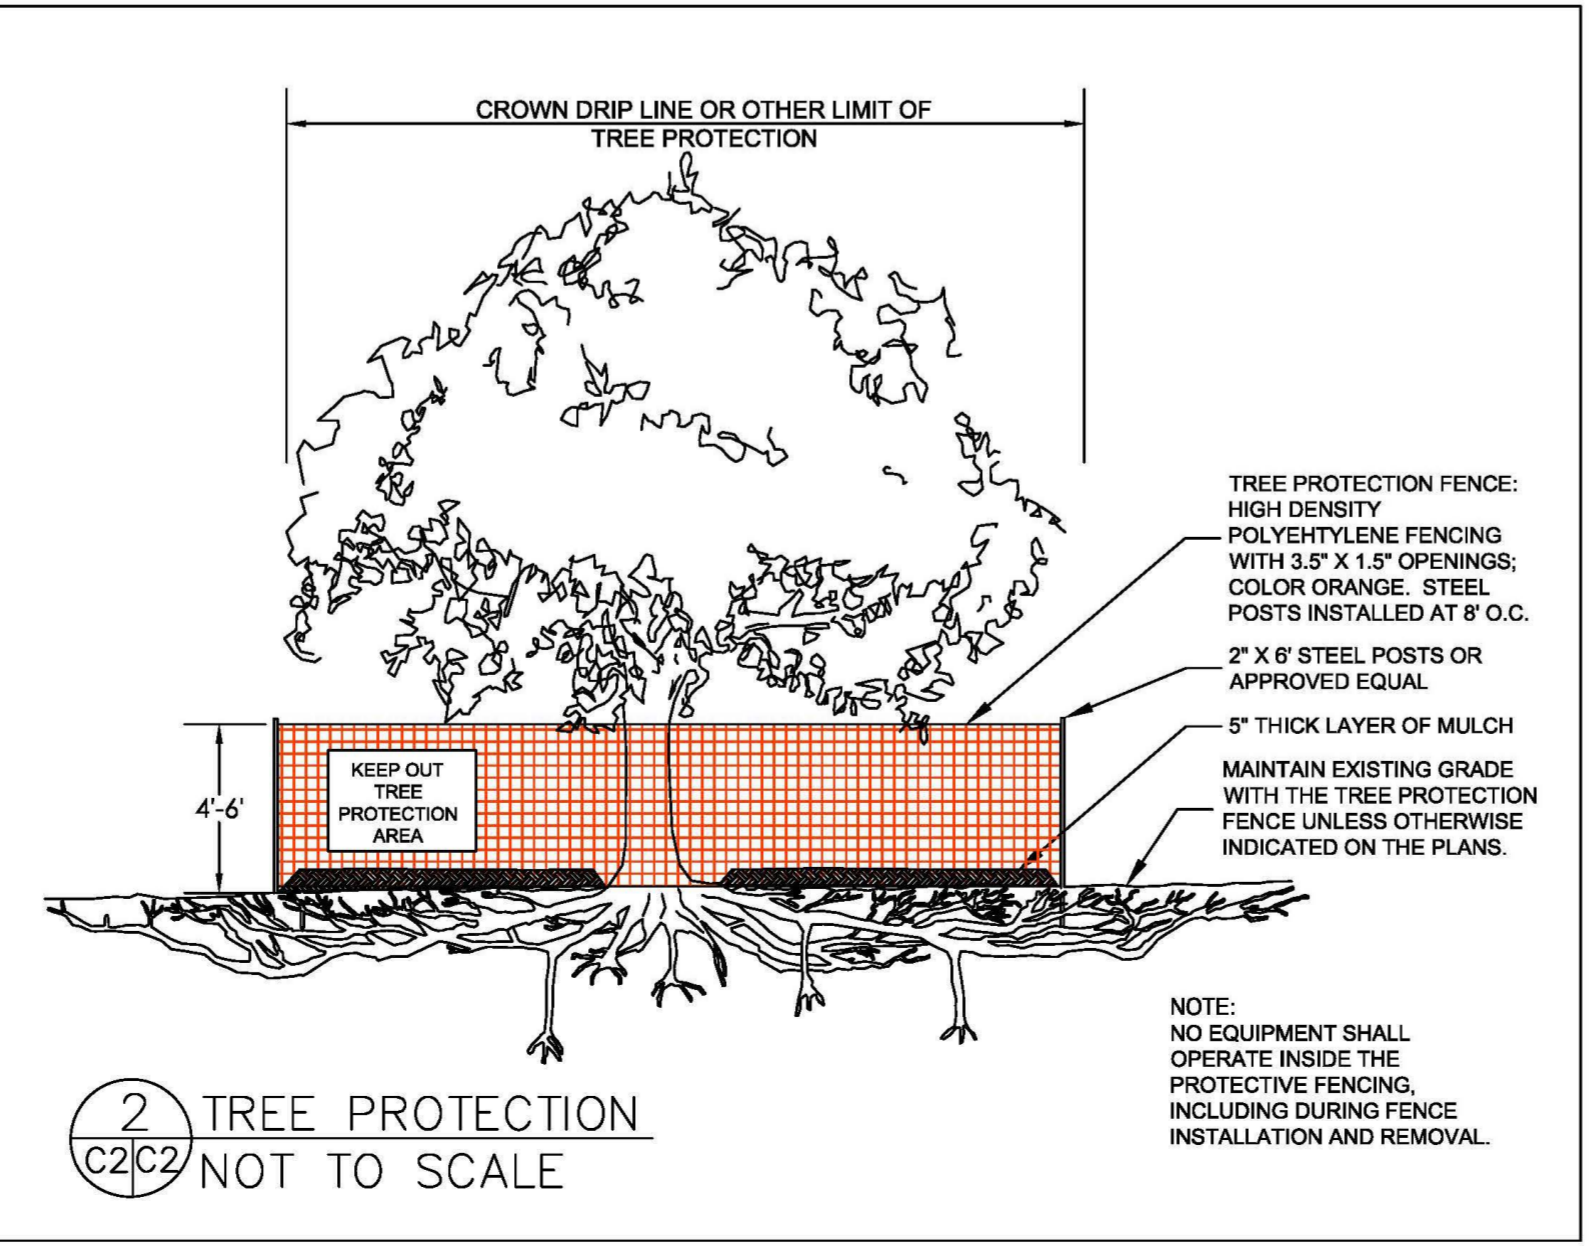 CROWN DRIP LINE OR OTHER LIMIT OF
TREE PROTECTION
TREE PROTECTION FENCE:
HIGH DENSITY
POLYEHTYLENE FENCING
WITH 3.5" X 1.5" OPENINGS;
COLOR ORANGE. STEEL
POSTS INSTALLED AT 8' O.C.
2" X 6' STEEL POSTS OR
APPROVED EQUAL
5" THICK LAYER OF MULCH
MAINTAIN EXISTING GRADE
WITH THE TREE PROTECTION
FENCE UNLESS OTHERWISE
INDICATED ON THE PLANS.
4'-6'
KEEP OUT
TREE
PROTECTION
AREA
NOTE:
NO EQUIPMENT SHALL
OPERATE INSIDE THE
PROTECTIVE FENCING,
INCLUDING DURING FENCE
INSTALLATION AND REMOVAL.
2
C2 C2
TREE PROTECTION
NOT TO SCALE